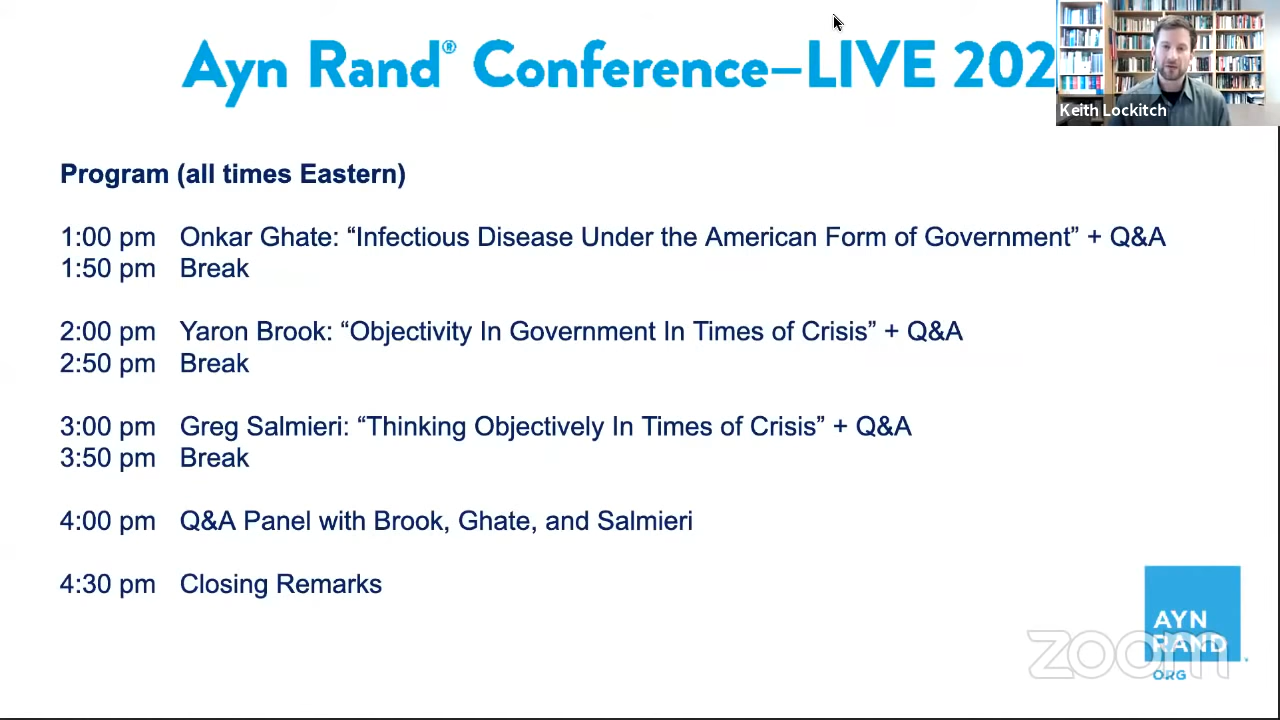 Ayn Rand® Conference–LIVE 202
Keith Lockitch
Program (all times Eastern)
1:00 pm Onkar Ghate: “Infectious Disease Under the American Form of Government” + Q&A
1:50 pm Break
2:00 pm Yaron Brook: “Objectivity In Government In Times of Crisis” + Q&A
2:50 pm Break
3:00 pm Greg Salmieri: “Thinking Objectively In Times of Crisis” + Q&A
3:50 pm Break
4:00 pm Q&A Panel with Brook, Ghate, and Salmieri
4:30 pm Closing Remarks
AYN
RAND
ORG
zoom